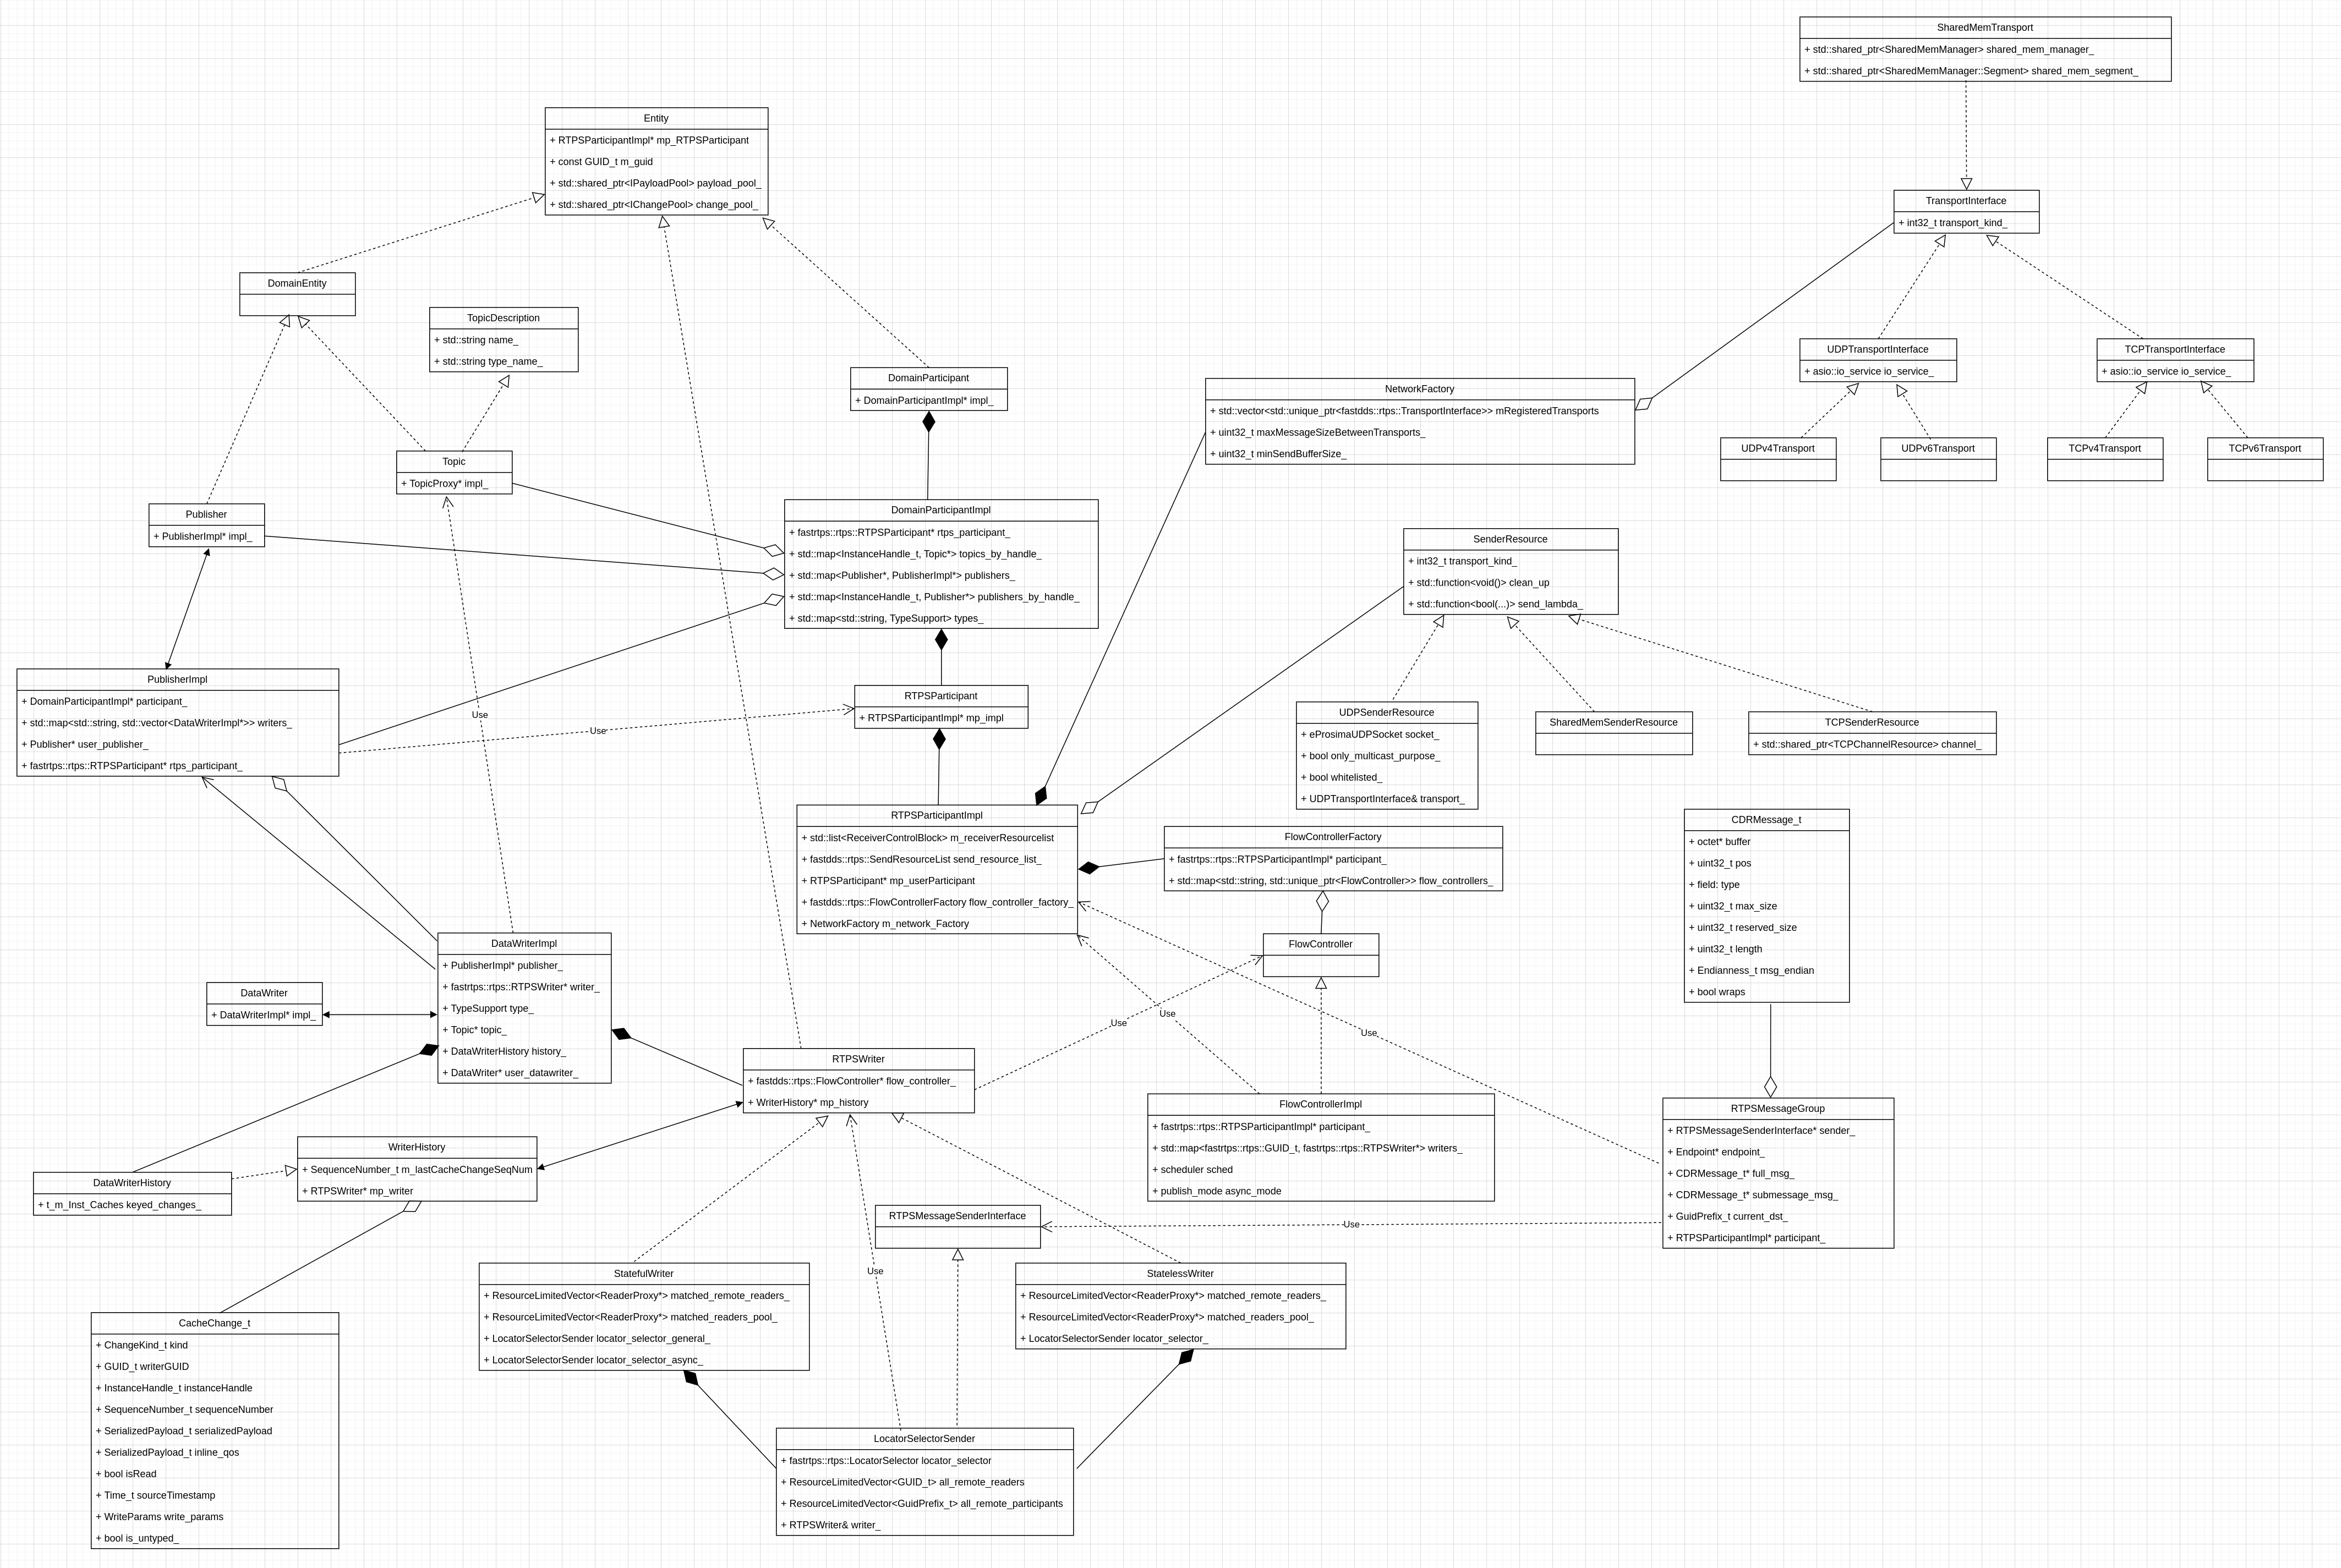 SharedMemTransport
+ std::shared_ptr<SharedMemManager> shared_mem_manager_
+ std::shared_ptr<SharedMemManager::Segment> shared_mem_segment_
Entity
+ RTPSParticipantImpl* mp_RTPSParticipant
+ const GUID_t m_guid
+ std::shared_ptr<IPayloadPool> payload_pool_
+ std::shared_ptr<IChangePool> change_pool_
TransportInterface
+ int32_t transport_kind_
DomainEntity
TopicDescription
+ std::string name_
+ std::string type_name_
UDPTransportInterface
+ asio::io_service io_service_
TCPTransportInterface
+ asio::io_service io_service_
DomainParticipant
+ DomainParticipantImpl* impl_
NetworkFactory
+ std::vector<std::unique_ptr<fastdds::rtps::TransportInterface>> mRegisteredTransports
+ uint32_t maxMessageSizeBetweenTransports_
+ uint32_t minSendBufferSize_
UDPv4Transport
UDPv6Transport
TCPv4Transport
TCPv6Transport
Topic
+ TopicProxy* impl_
Publisher
+ PublisherImpl* impl_
DomainParticipantImpl
+ fastrtps::rtps::RTPSParticipant* rtps_participant_
+ std::map<InstanceHandle_t, Topic*> topics_by_handle_
+ std::map<Publisher*, PublisherImpl*> publishers_
+ std::map<InstanceHandle_t, Publisher*> publishers_by_handle_
+ std::map<std::string, TypeSupport> types_
SenderResource
+ int32_t transport_kind_
+ std::function<void()> clean_up
+ std::function<bool(...)> send_lambda_
PublisherImpl
+ DomainParticipantImpl* participant_
+ std::map<std::string, std::vector<DataWriterImpl*>> writers_
+ Publisher* user_publisher_
+ fastrtps::rtps::RTPSParticipant* rtps_participant_
Use
Use
RTPSParticipant
+ RTPSParticipantImpl* mp_impl
UDPSenderResource
+ eProsimaUDPSocket socket_
+ bool only_multicast_purpose_
+ bool whitelisted_
+ UDPTransportInterface& transport_
SharedMemSenderResource
TCPSenderResource
+ std::shared_ptr<TCPChannelResource> channel_
RTPSParticipantImpl
+ std::list<ReceiverControlBlock> m_receiverResourcelist
+ fastdds::rtps::SendResourceList send_resource_list_
+ RTPSParticipant* mp_userParticipant
+ fastdds::rtps::FlowControllerFactory flow_controller_factory_
+ NetworkFactory m_network_Factory
FlowControllerFactory
+ fastrtps::rtps::RTPSParticipantImpl* participant_
+ std::map<std::string, std::unique_ptr<FlowController>> flow_controllers_
CDRMessage_t
+ octet* buffer
+ uint32_t pos
+ field: type
+ uint32_t max_size
+ uint32_t reserved_size
+ uint32_t length
+ Endianness_t msg_endian
+ bool wraps
FlowController
DataWriterImpl
+ PublisherImpl* publisher_
+ fastrtps::rtps::RTPSWriter* writer_
+ TypeSupport type_
+ Topic* topic_
+ DataWriterHistory history_
+ DataWriter* user_datawriter_
DataWriter
+ DataWriterImpl* impl_
Use
Use
Use
RTPSWriter
+ fastdds::rtps::FlowController* flow_controller_
+ WriterHistory* mp_history
FlowControllerImpl
+ fastrtps::rtps::RTPSParticipantImpl* participant_
+ std::map<fastrtps::rtps::GUID_t, fastrtps::rtps::RTPSWriter*> writers_
+ scheduler sched
+ publish_mode async_mode
RTPSMessageGroup
+ RTPSMessageSenderInterface* sender_
+ Endpoint* endpoint_
+ CDRMessage_t* full_msg_
+ CDRMessage_t* submessage_msg_
+ GuidPrefix_t current_dst_
+ RTPSParticipantImpl* participant_
WriterHistory
+ SequenceNumber_t m_lastCacheChangeSeqNum
+ RTPSWriter* mp_writer
DataWriterHistory
+ t_m_Inst_Caches keyed_changes_
RTPSMessageSenderInterface
Use
Use
StatefulWriter
+ ResourceLimitedVector<ReaderProxy*> matched_remote_readers_
+ ResourceLimitedVector<ReaderProxy*> matched_readers_pool_
+ LocatorSelectorSender locator_selector_general_
+ LocatorSelectorSender locator_selector_async_
StatelessWriter
+ ResourceLimitedVector<ReaderProxy*> matched_remote_readers_
+ ResourceLimitedVector<ReaderProxy*> matched_readers_pool_
+ LocatorSelectorSender locator_selector_
CacheChange_t
+ ChangeKind_t kind
+ GUID_t writerGUID
+ InstanceHandle_t instanceHandle
+ SequenceNumber_t sequenceNumber
+ SerializedPayload_t serializedPayload
+ SerializedPayload_t inline_qos
+ bool isRead
+ Time_t sourceTimestamp
+ WriteParams write_params
+ bool is_untyped_
LocatorSelectorSender
+ fastrtps::rtps::LocatorSelector locator_selector
+ ResourceLimitedVector<GUID_t> all_remote_readers
+ ResourceLimitedVector<GuidPrefix_t> all_remote_participants
+ RTPSWriter& writer_